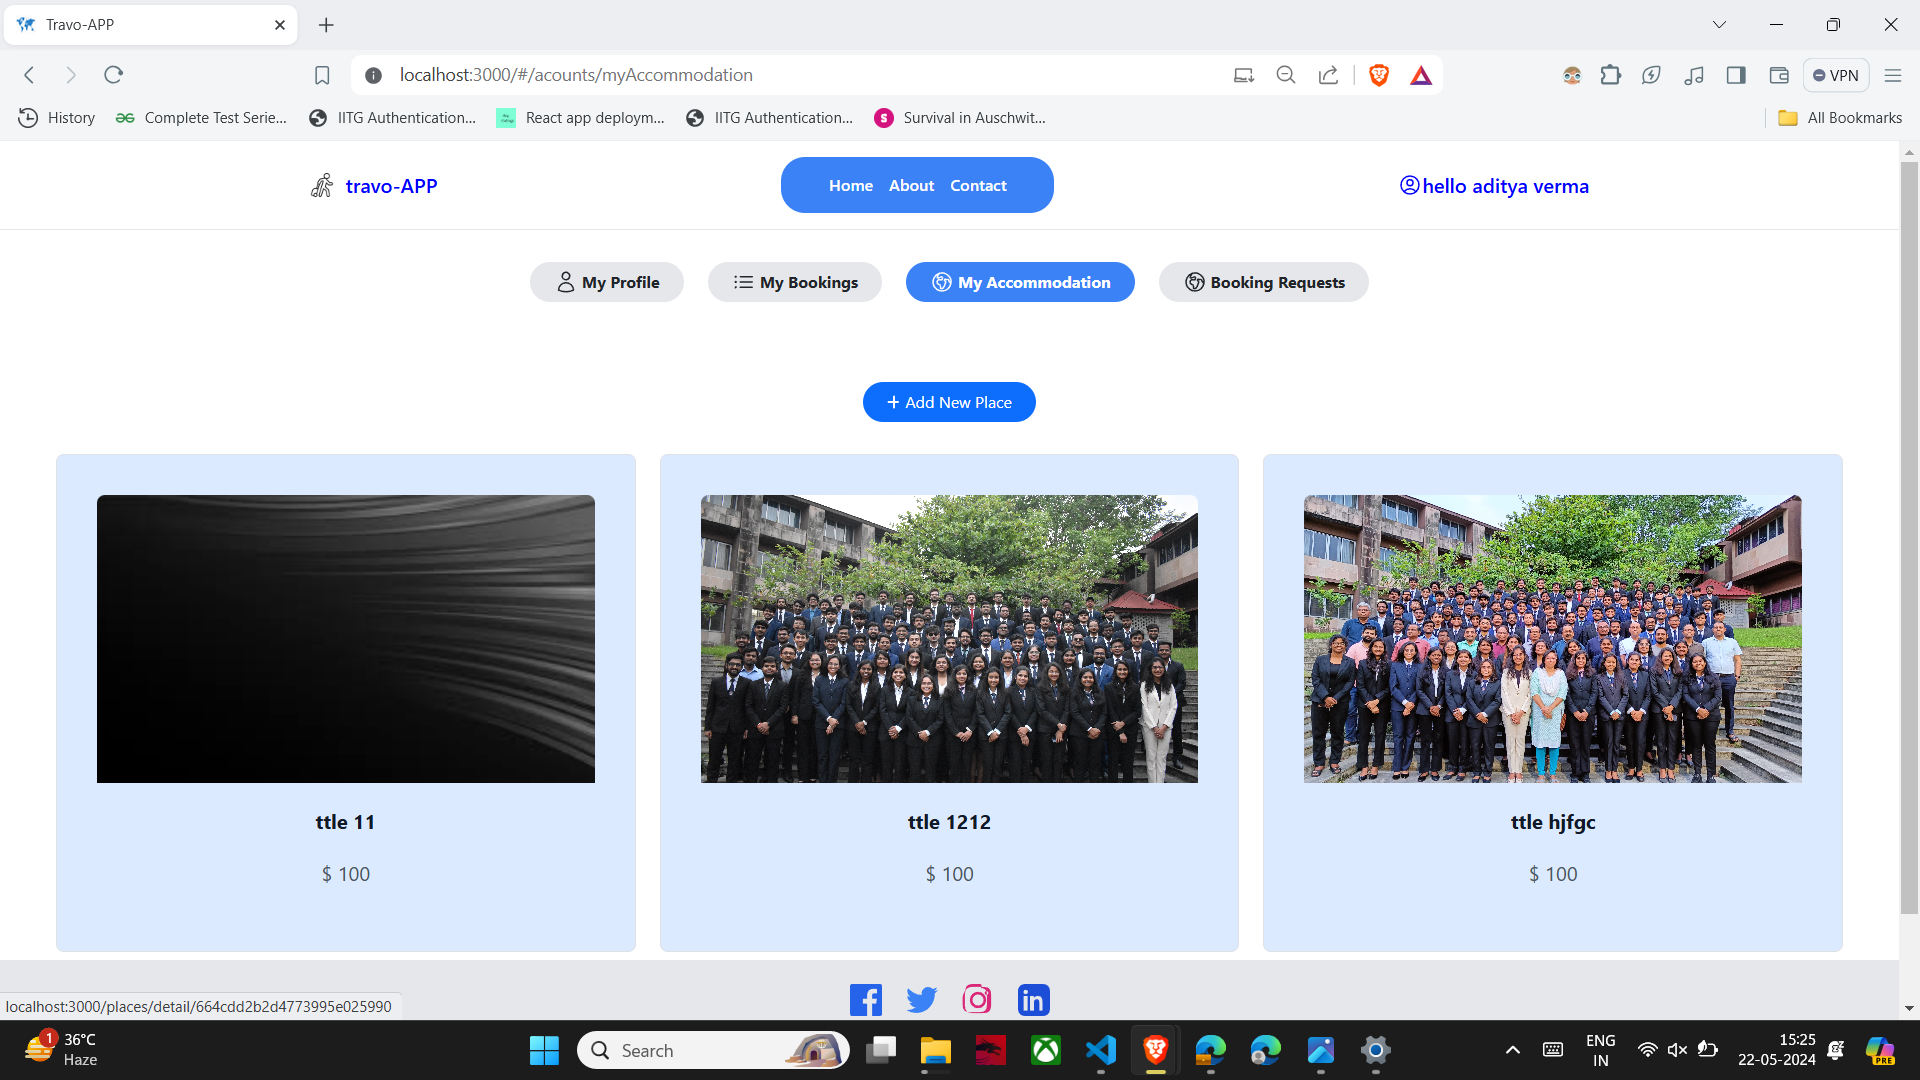 Travo-APP
localhost:3000/#/acounts/myAccommodation
VPN
History
Complete Test Serie...
IITG Authentication...
React app deploym...
IITG Authentication...
Survival in Auschwit...
All Bookmarks
travo-APP
Home About Contact
hello aditya verma
My Profile
My Bookings
My Accommodation
Booking Requests
+ Add New Place
ttle 11
$ 100
ttle 1212
$ 100
ttle hjfgc
$ 100
localhost:3000/places/detail/664cdd2b2d4773995e025990
1
36°C
Haze
Search
ENG
IN
15:25
22-05-2024
PRE